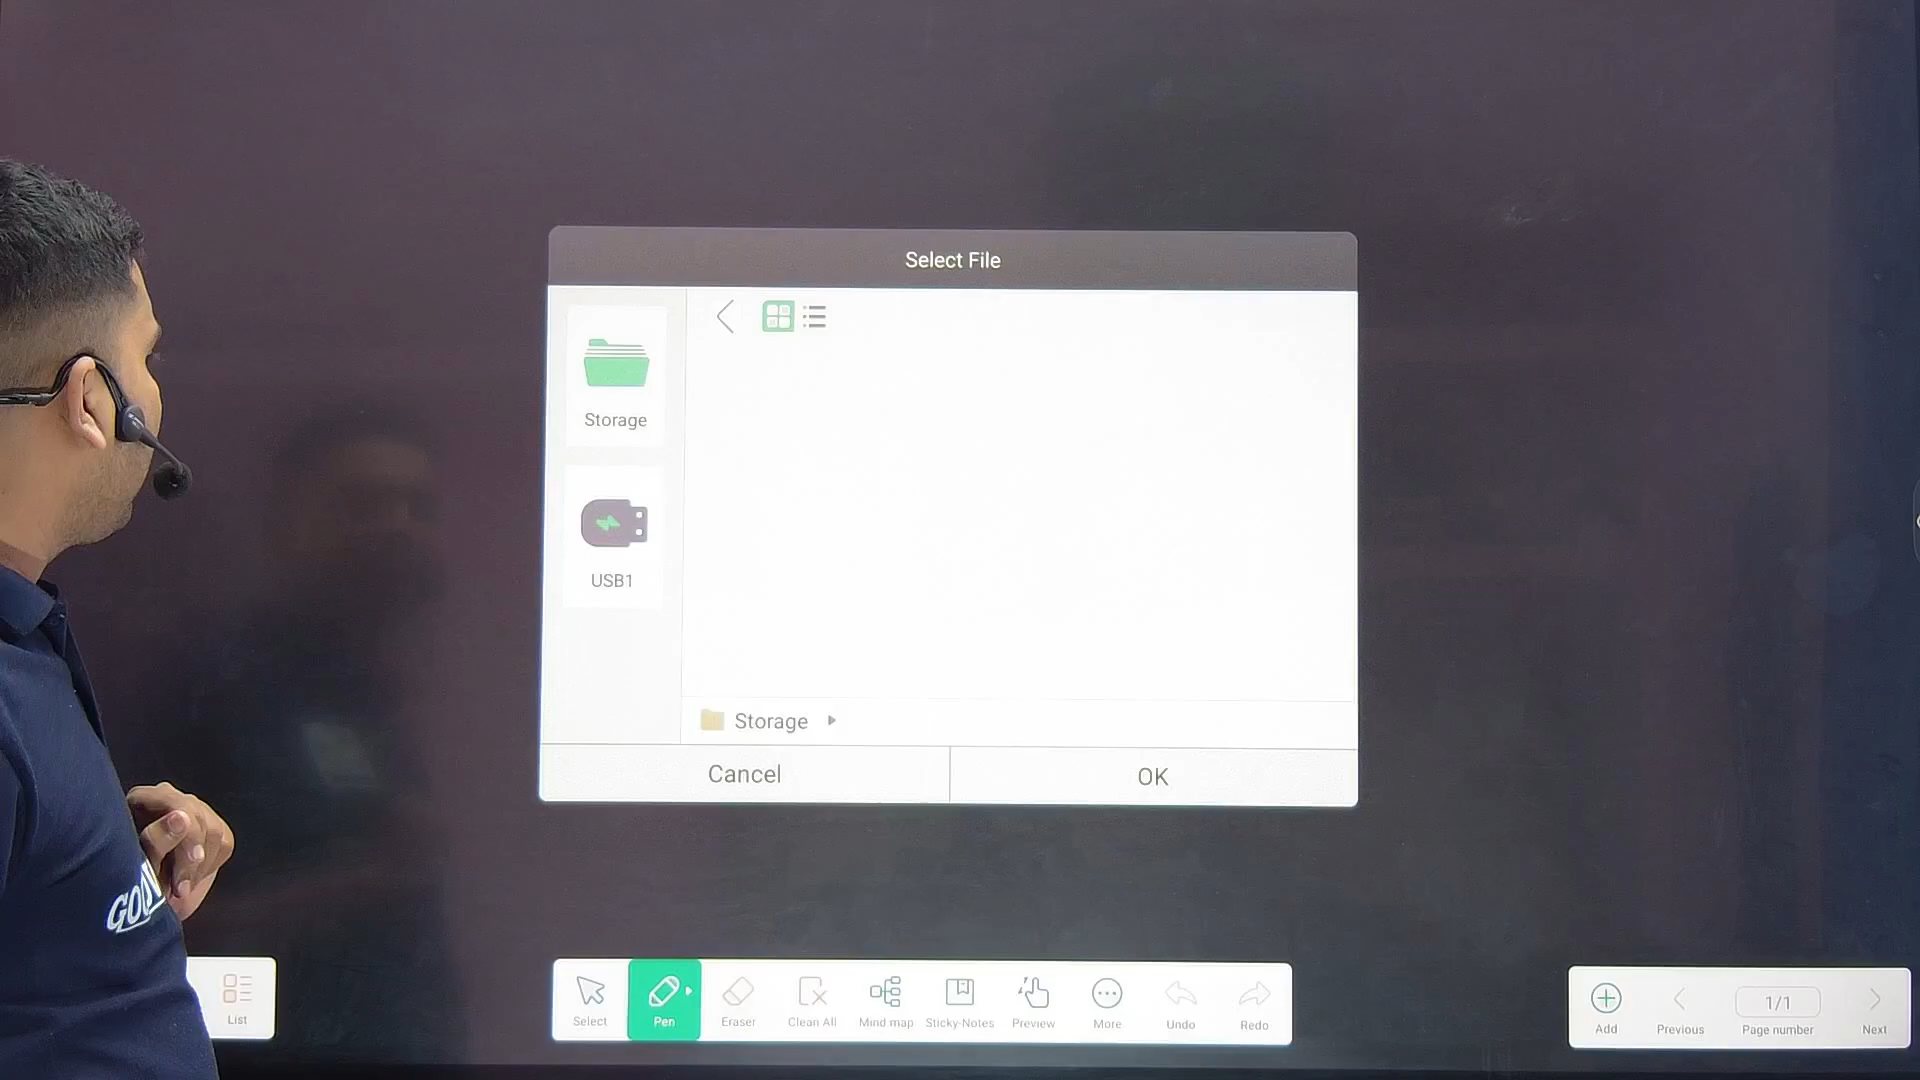 Select File
Storage
USB1
Storage
Cancel
OK
List
Select
Pen
Eraser
Clean All
Mind map
Sticky-Notes
Preview
More
Undo
Redo
Add
Previous
1/1
Page number
Next